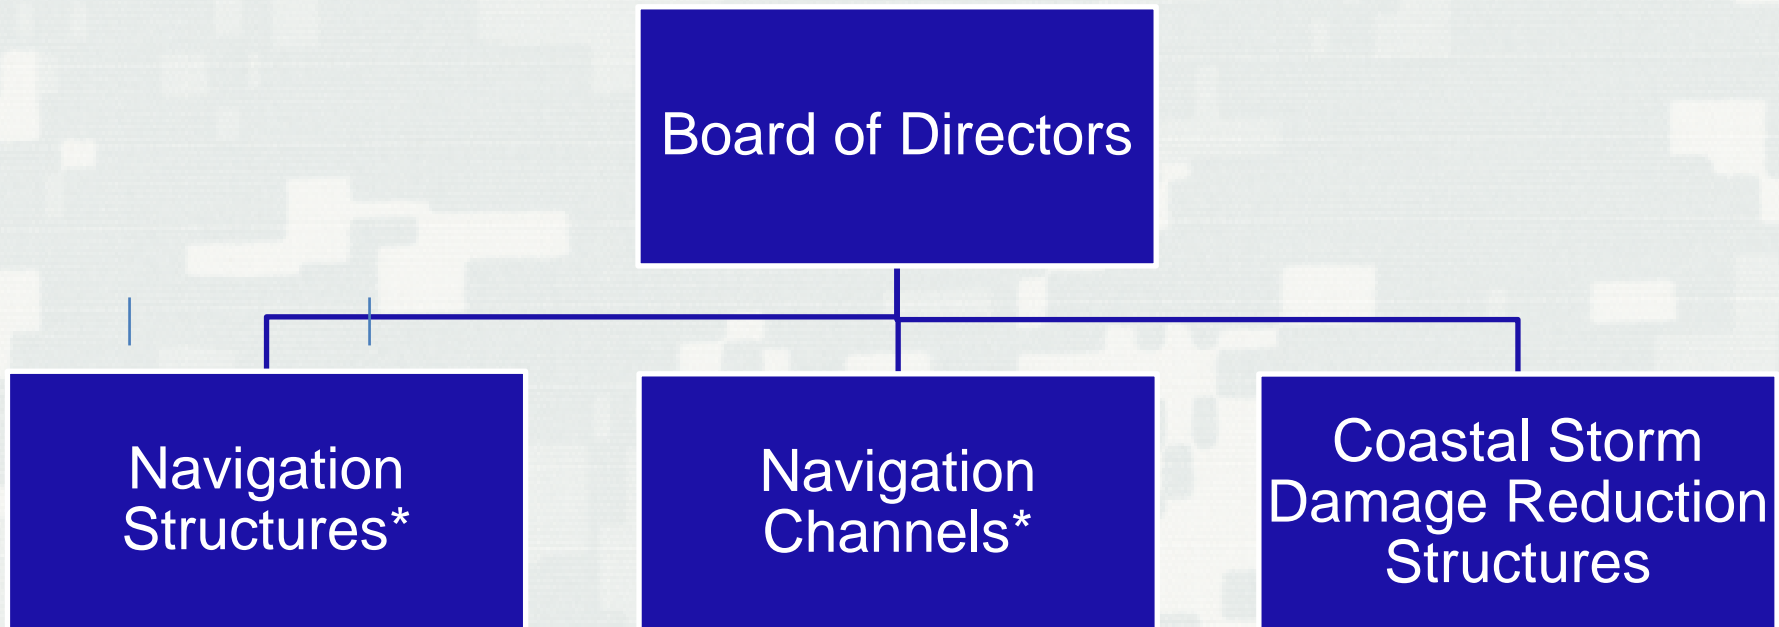 Board of Directors
Navigation
Structures*
Navigation
Channels*
Coastal Storm
Damage Reduction
Structures